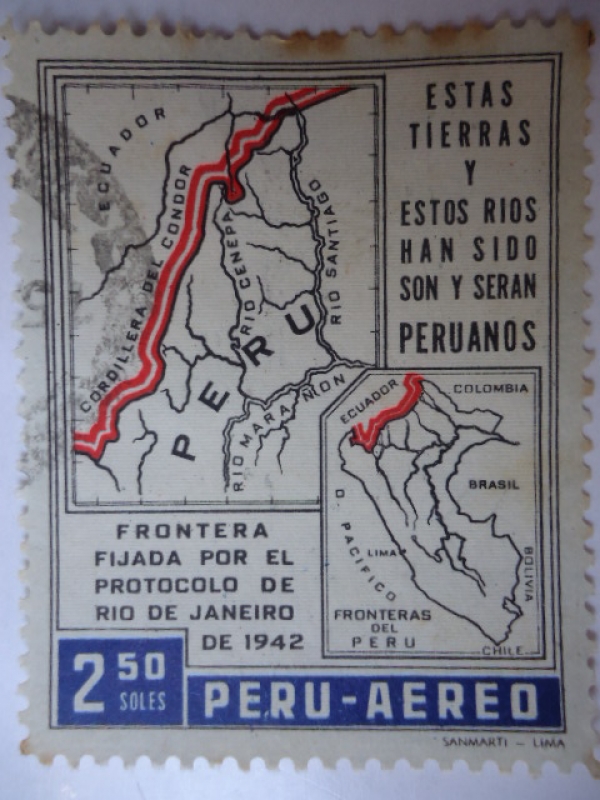 ESTAS
TIERRAS
Y
ESTOS RIOS
HAN SIDO
SON Y SERAN
PERUANOS
ECUADOR
CORDILLERA DEL CONDOR
RIO CENEPA
RIO SANTIAGO
PERU
RIO MARAÑON
ECUADOR
COLOMBIA
BRASIL
O. PACIFICO
LIMA
BOLIVIA
CHILE
FRONTERAS
DEL
PERU
FRONTERA
FIJADA POR EL
PROTOCOLO DE
RIO DE JANEIRO
DE 1942
2 50
SOLES
PERU-AEREO
SANMARTI - LIMA